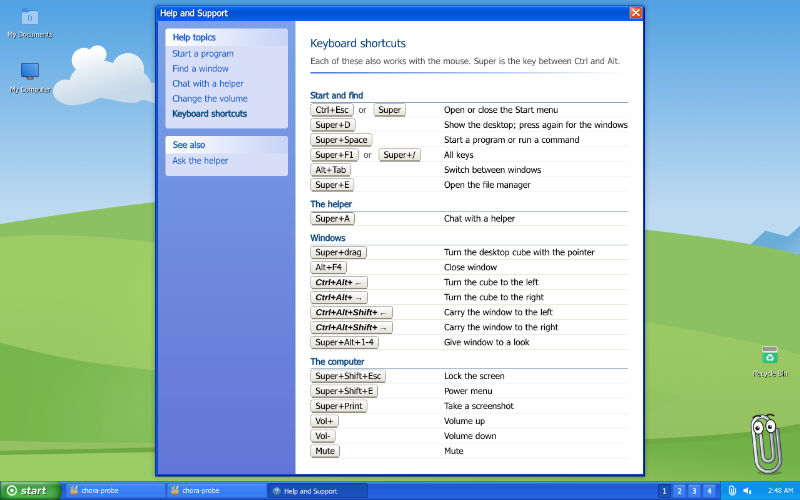 Help and Support
My Documents
My Computer
Help topics
Start a program
Find a window
Chat with a helper
Change the volume
Keyboard shortcuts
See also
Ask the helper
Keyboard shortcuts
Each of these also works with the mouse. Super is the key between Ctrl and Alt.
Start and find
Ctrl+Esc or Super Open or close the Start menu
Super+D Show the desktop; press again for the windows
Super+Space Start a program or run a command
Super+F1 or Super+/ All keys
Alt+Tab Switch between windows
Super+E Open the file manager
The helper
Super+A Chat with a helper
Windows
Super+drag Turn the desktop cube with the pointer
Alt+F4 Close window
Ctrl+Alt+ ← Turn the cube to the left
Ctrl+Alt+ → Turn the cube to the right
Ctrl+Alt+Shift+ ← Carry the window to the left
Ctrl+Alt+Shift+ → Carry the window to the right
Super+Alt+1-4 Give window to a look
The computer
Super+Shift+Esc Lock the screen
Super+Shift+E Power menu
Super+Print Take a screenshot
Vol+ Volume up
Vol- Volume down
Mute Mute
Recycle Bin
start chora-probe chora-probe Help and Support 1 2 3 4 2:48 AM